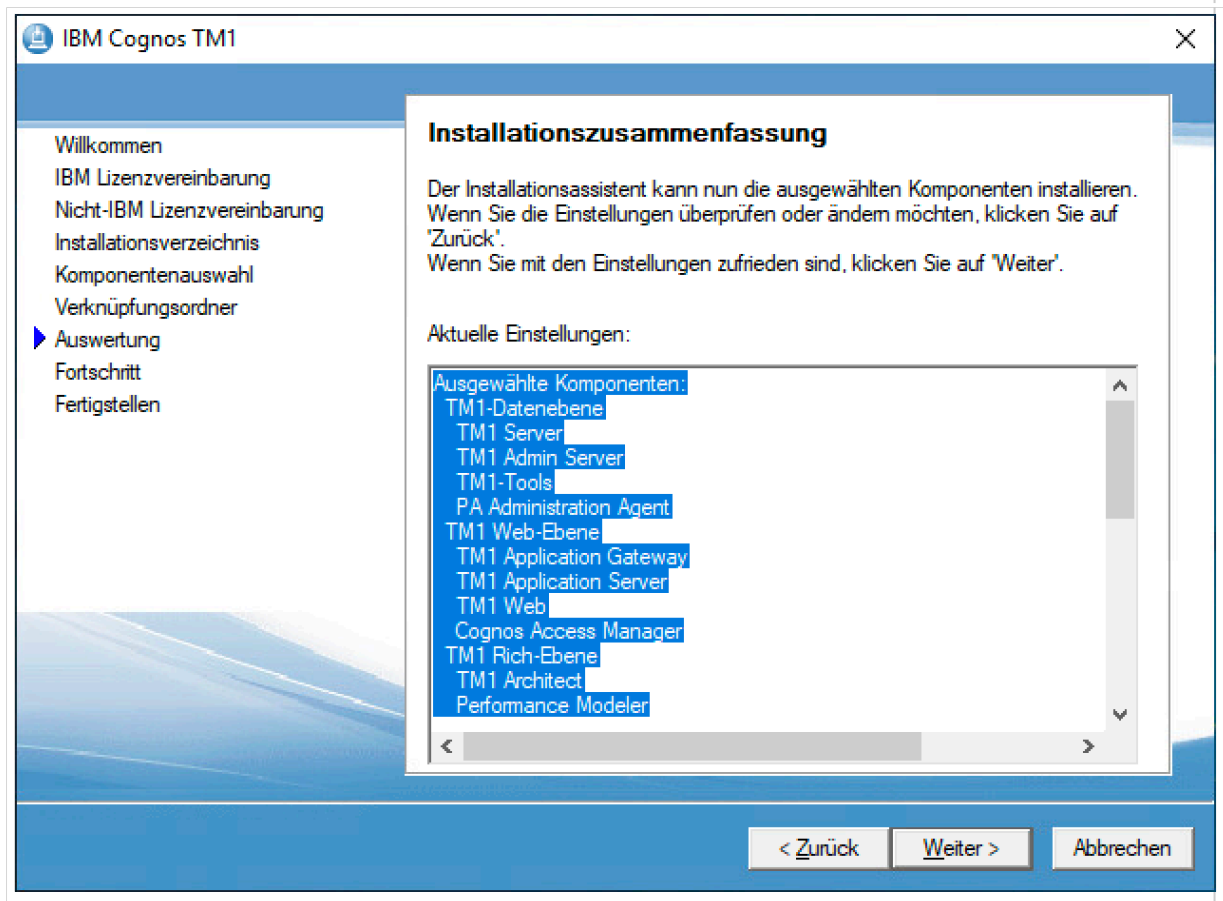 IBM Cognos TM1
Willkommen
IBM Lizenzvereinbarung
Nicht-IBM Lizenzvereinbarung
Installationsverzeichnis
Komponentenauswahl
Verknüpfungsordner
Auswertung
Fortschritt
Fertigstellen
Installationszusammenfassung
Der Installationsassistent kann nun die ausgewählten Komponenten installieren.
Wenn Sie die Einstellungen überprüfen oder ändern möchten, klicken Sie auf
'Zurück'.
Wenn Sie mit den Einstellungen zufrieden sind, klicken Sie auf 'Weiter'.
Aktuelle Einstellungen:
Ausgewählte Komponenten:
TM1-Datenebene
TM1 Server
TM1 Admin Server
TM1-Tools
PA Administration Agent
TM1 Web-Ebene
TM1 Application Gateway
TM1 Application Server
TM1 Web
Cognos Access Manager
TM1 Rich-Ebene
TM1 Architect
Performance Modeler
< Zurück
Weiter >
Abbrechen